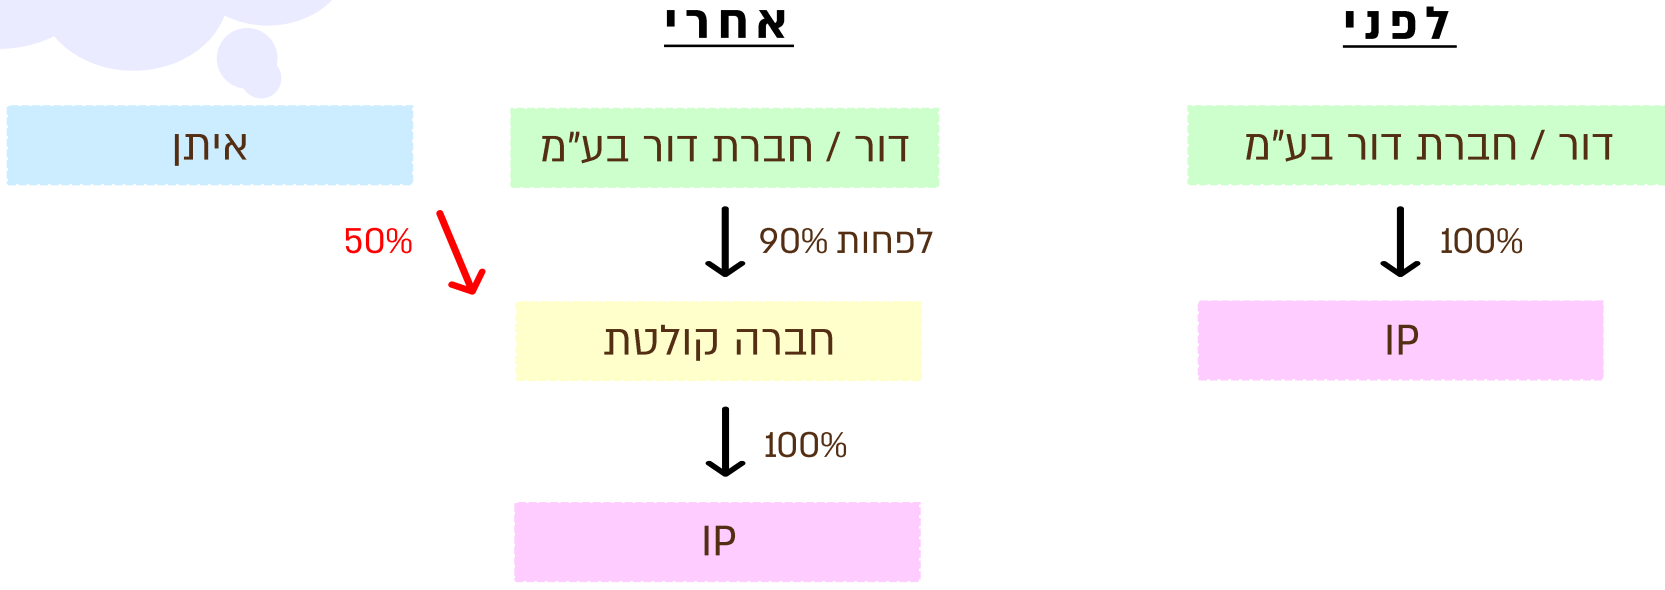 לפני
אחרי
דור / חברת דור בע"מ
דור / חברת דור בע"מ
איתן
100%
לפחות 90%
50%
IP
חברה קולטת
100%
IP